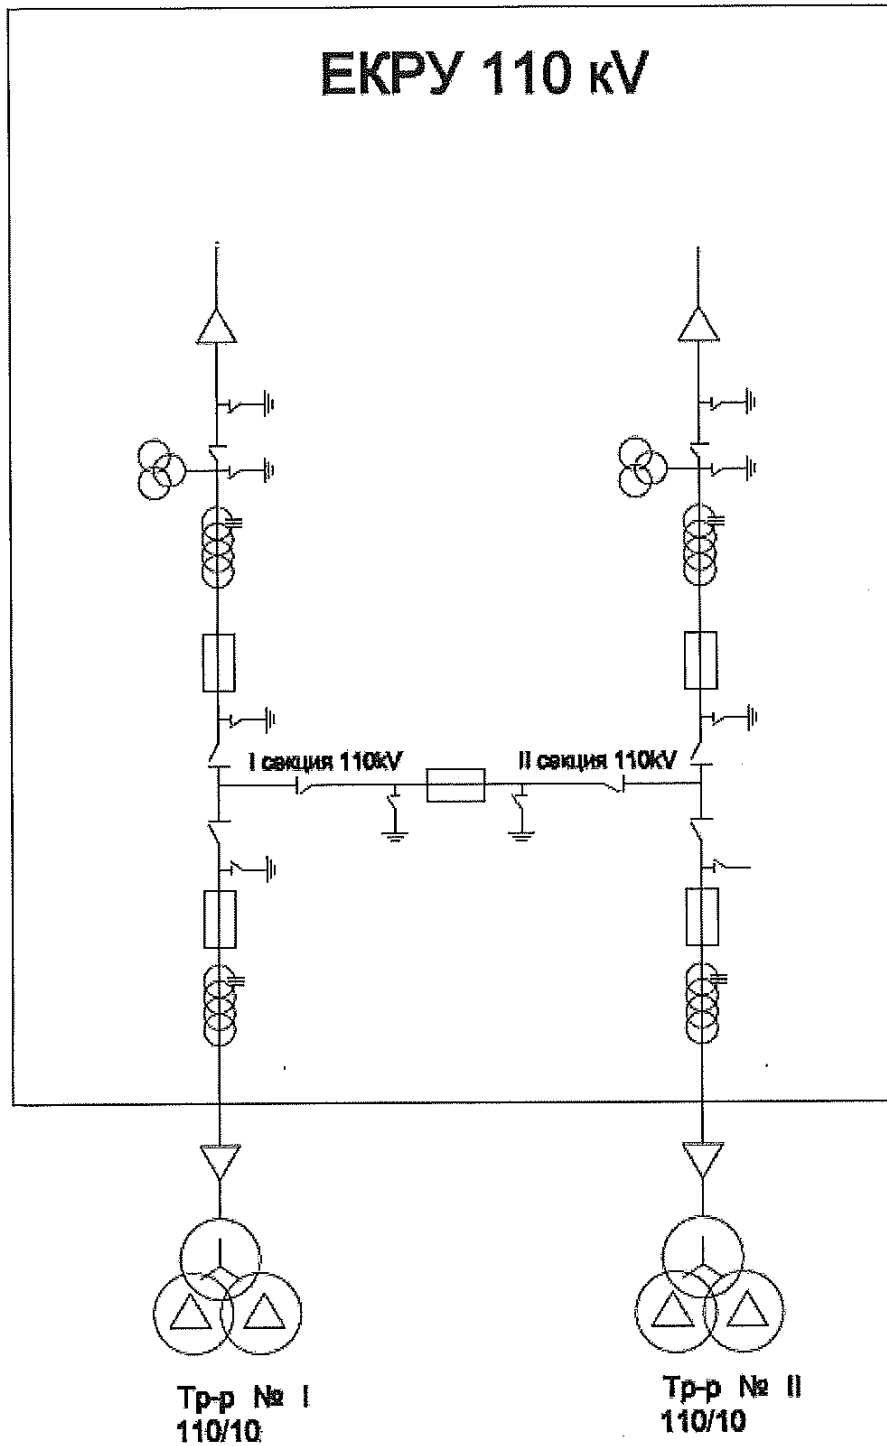 ЕКРУ 110 кV
I секция 110kV
II секция 110kV
Тр-р № I
110/10
Тр-р № II
110/10